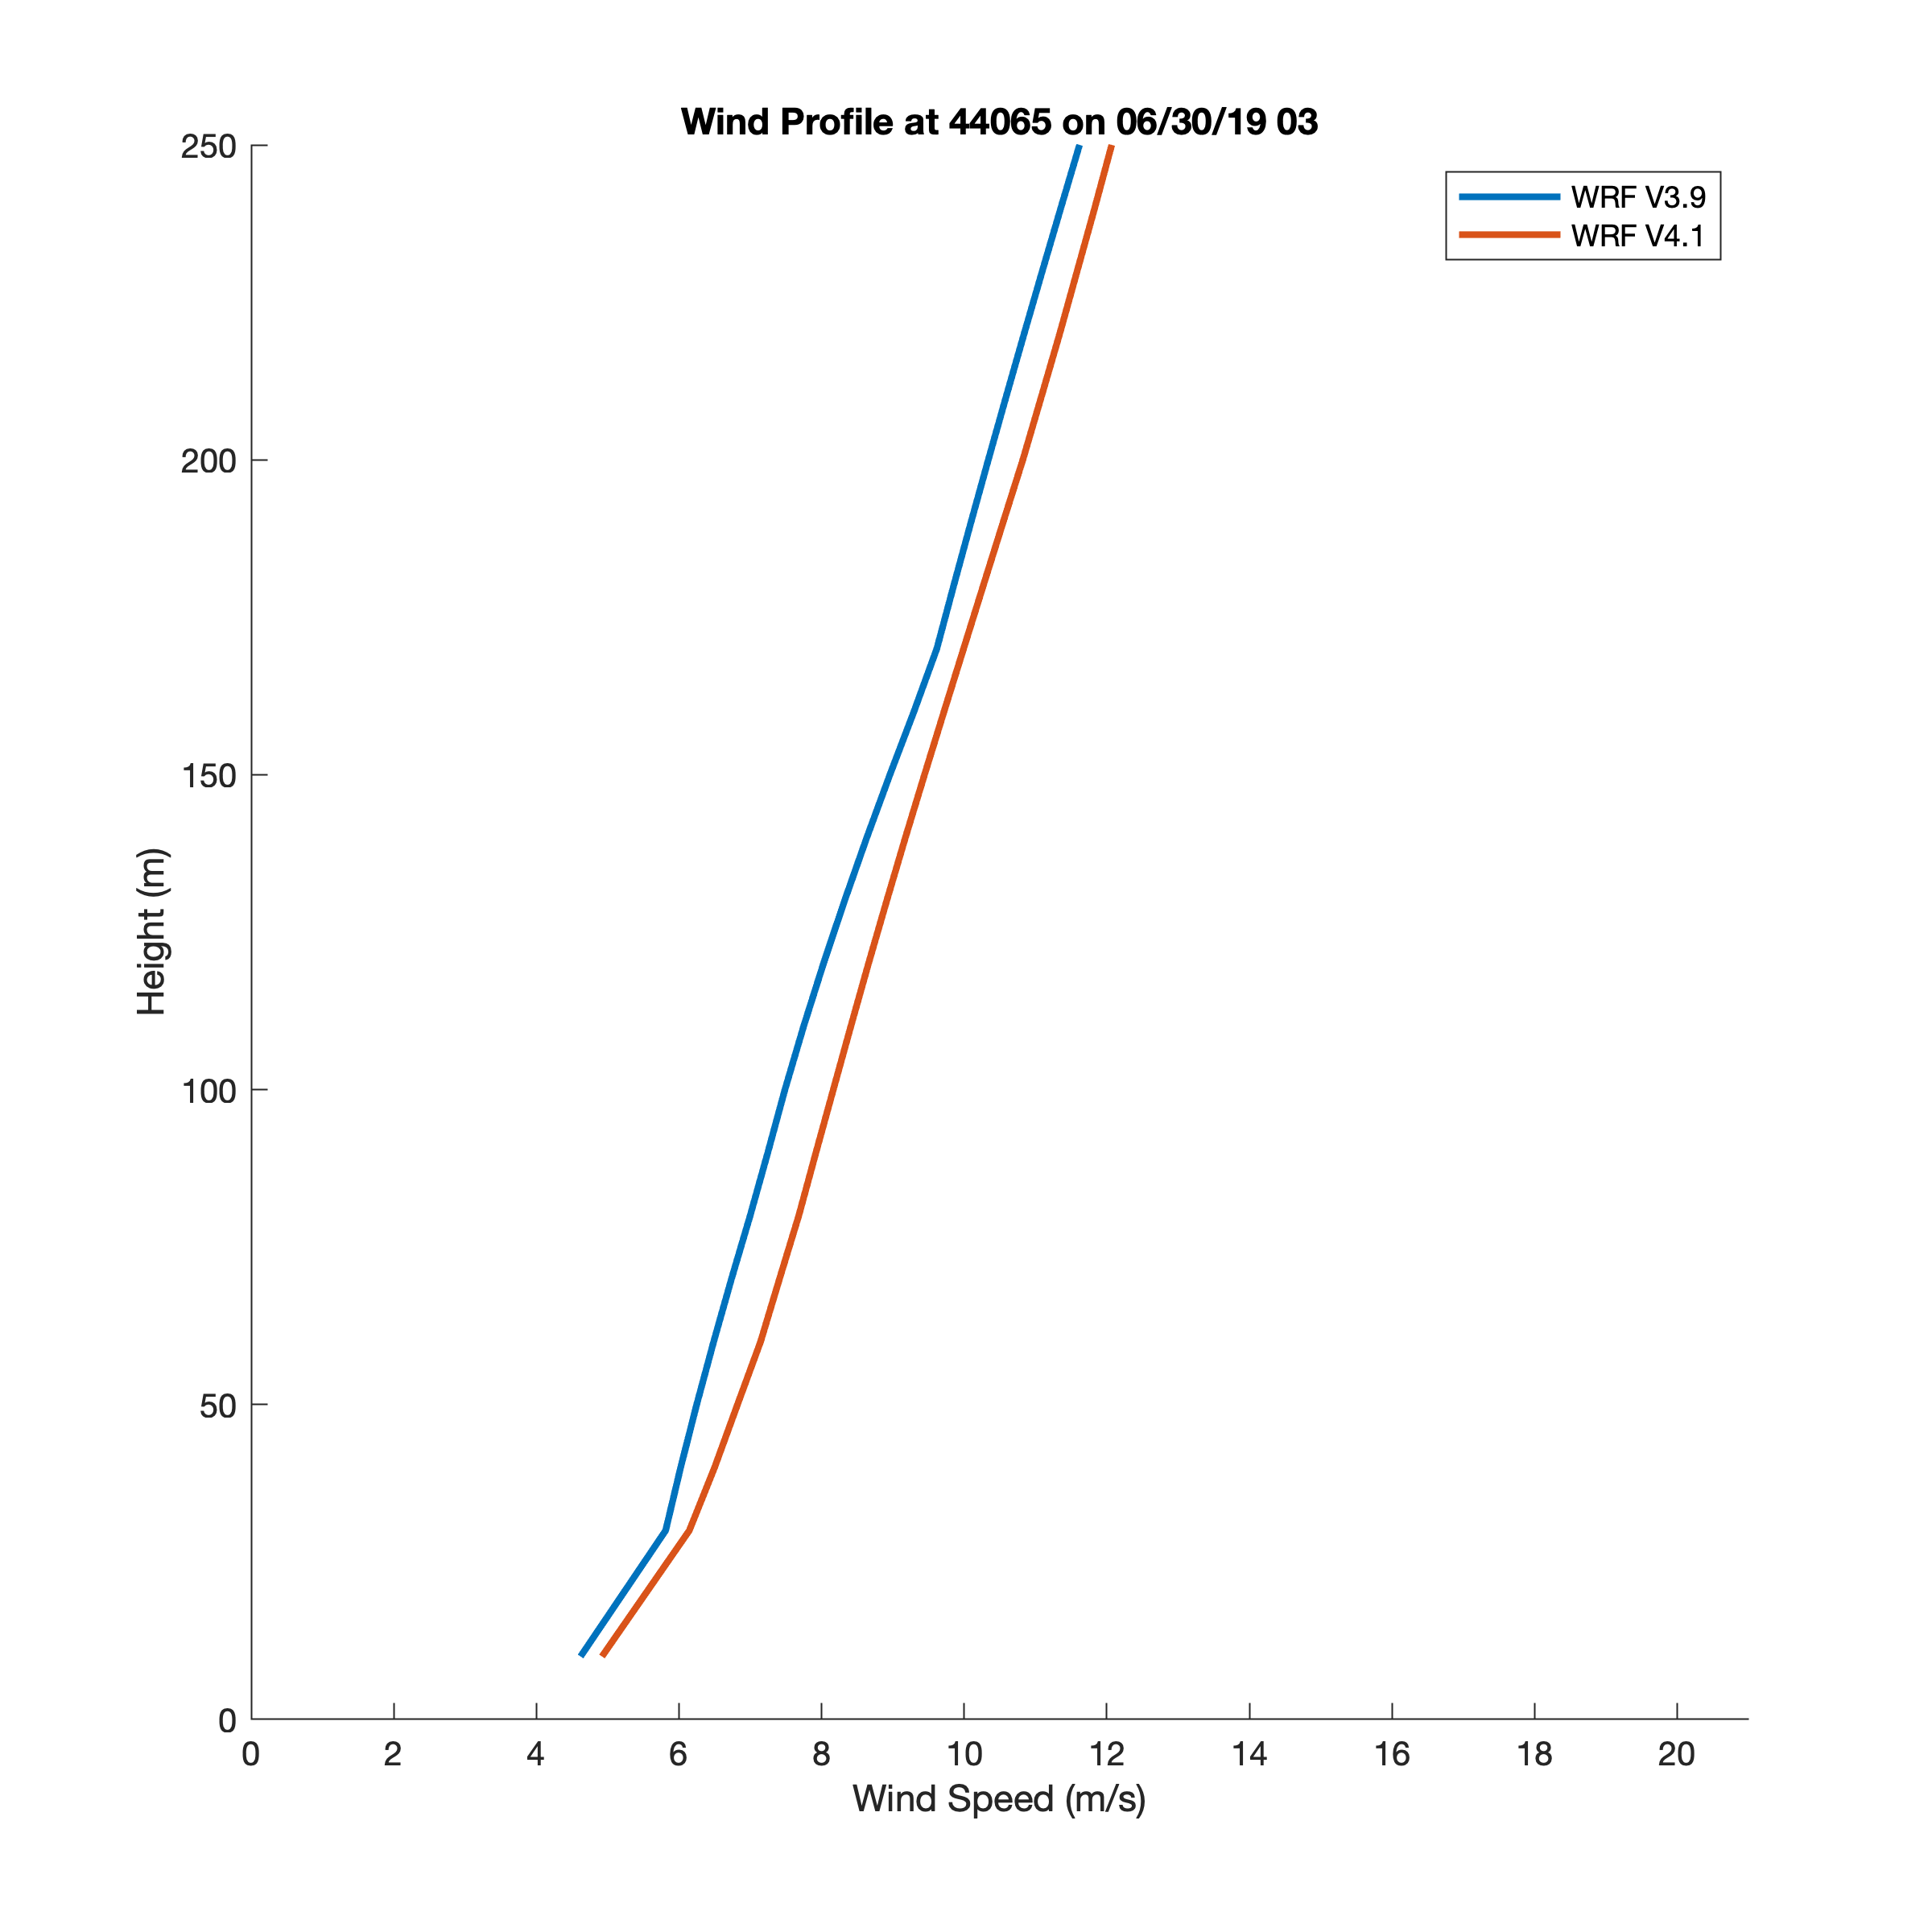 Wind Profile at 44065 on 06/30/19 03
WRF V3.9
WRF V4.1
250
200
150
100
50
0
Height (m)
0 2 4 6 8 10 12 14 16 18 20
Wind Speed (m/s)